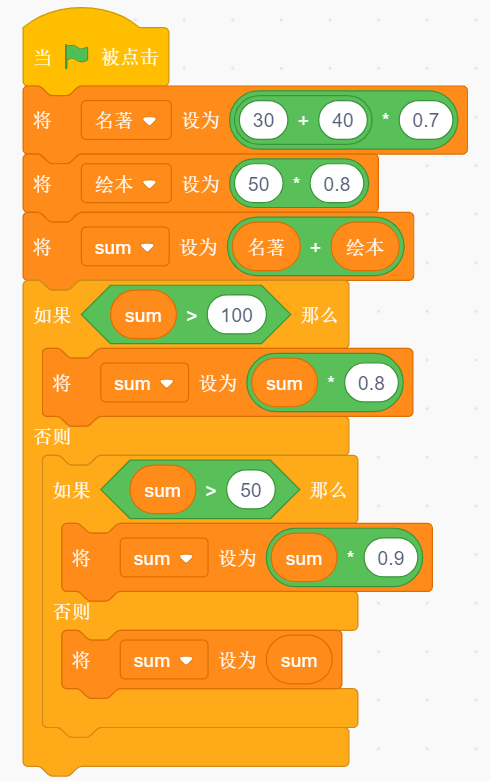 当 被点击
将 名著 设为 30 + 40 * 0.7
将 绘本 设为 50 * 0.8
将 sum 设为 名著 + 绘本
如果 sum > 100 那么
将 sum 设为 sum * 0.8
否则
如果 sum > 50 那么
将 sum 设为 sum * 0.9
否则
将 sum 设为 sum